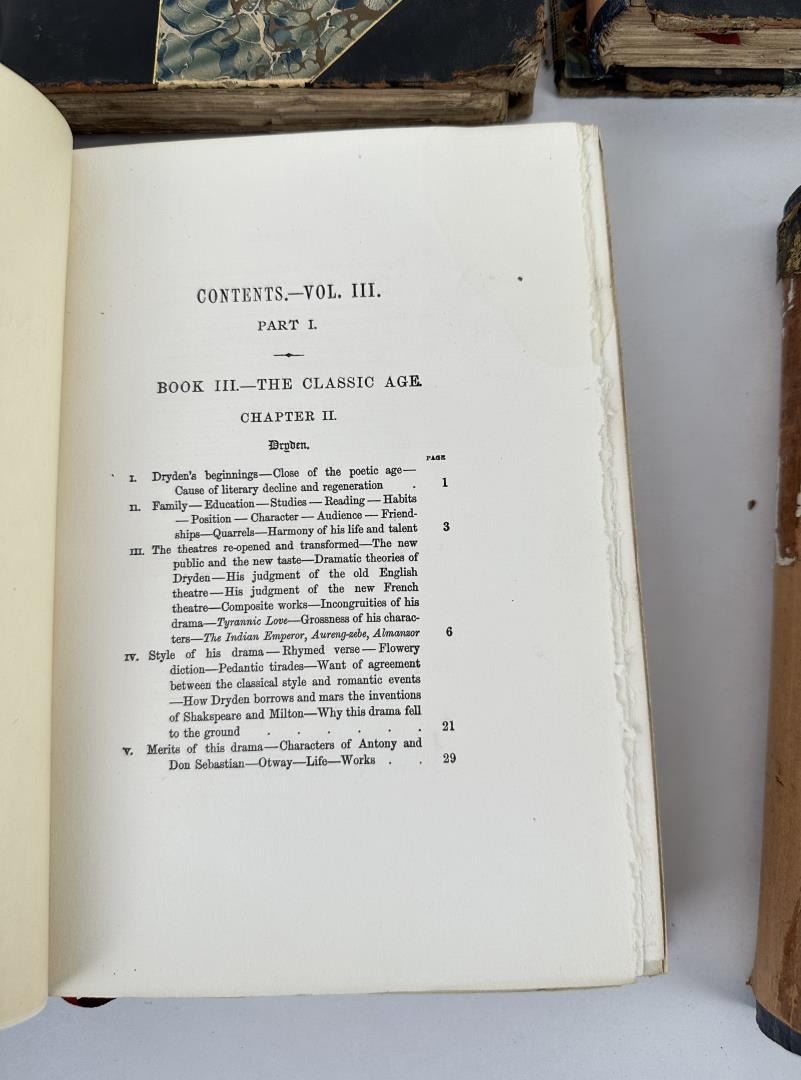 CONTENTS.—VOL. III.
PART I.
BOOK III.—THE CLASSIC AGE.
CHAPTER II.
Dryden.
PAGE
I. Dryden's beginnings—Close of the poetic age—
Cause of literary decline and regeneration . 1
II. Family—Education—Studies—Reading—Habits
—Position—Character—Audience—Friend-
ships—Quarrels—Harmony of his life and talent 3
III. The theatres re-opened and transformed—The new
public and the new taste—Dramatic theories of
Dryden—His judgment of the old English
theatre—His judgment of the new French
theatre—Composite works—Incongruities of his
drama—Tyrannic Love—Grossness of his charac-
ters—The Indian Emperor, Aureng-zebe, Almanzor 6
IV. Style of his drama—Rhymed verse—Flowery
diction—Pedantic tirades—Want of agreement
between the classical style and romantic events
—How Dryden borrows and mars the inventions
of Shakspeare and Milton—Why this drama fell
to the ground . . . . . . 21
V. Merits of this drama—Characters of Antony and
Don Sebastian—Otway—Life—Works . . 29